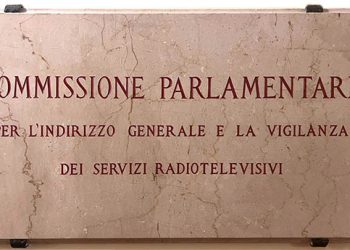 OMMISSIONE PARLAMENTAR
PER L'INDIRIZZO GENERALE E LA VIGILANZA
DEI SERVIZI RADIOTELEVISIVI